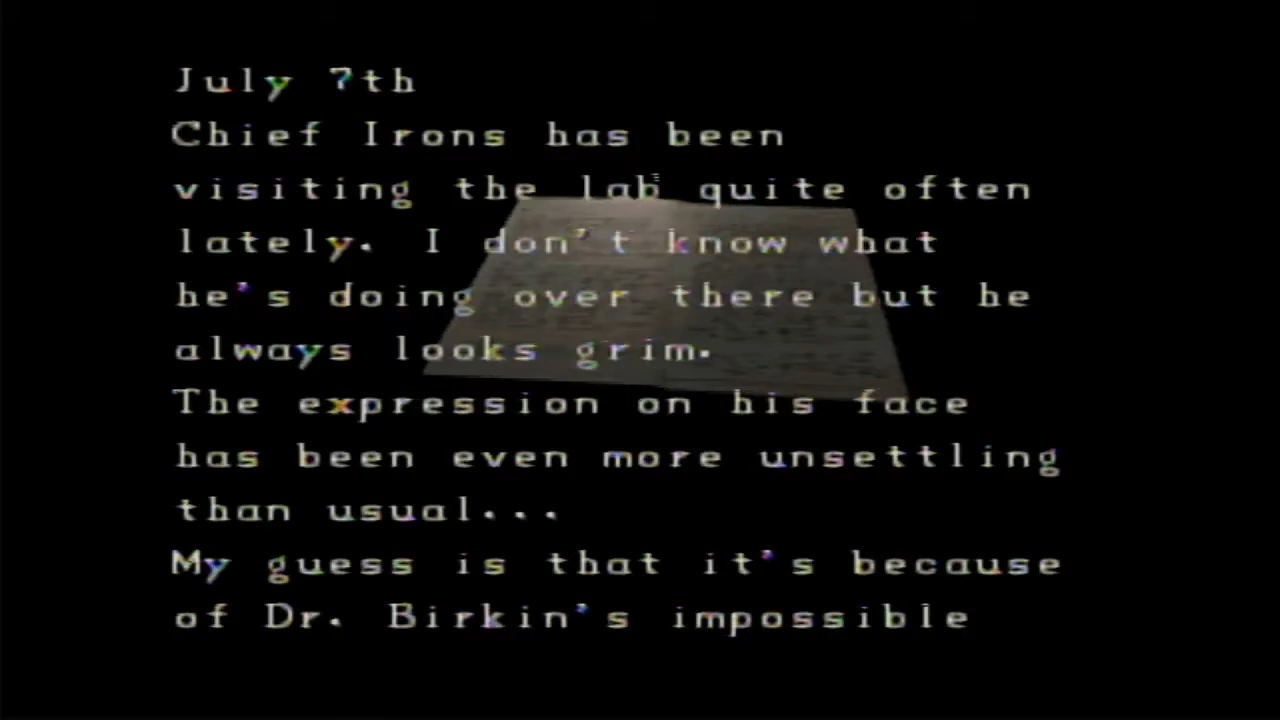 July 7th
Chief Irons has been
visiting the lab quite often
lately. I don't know what
he's doing over there but he
always looks grim.
The expression on his face
has been even more unsettling
than usual...
My guess is that it's because
of Dr. Birkin's impossible